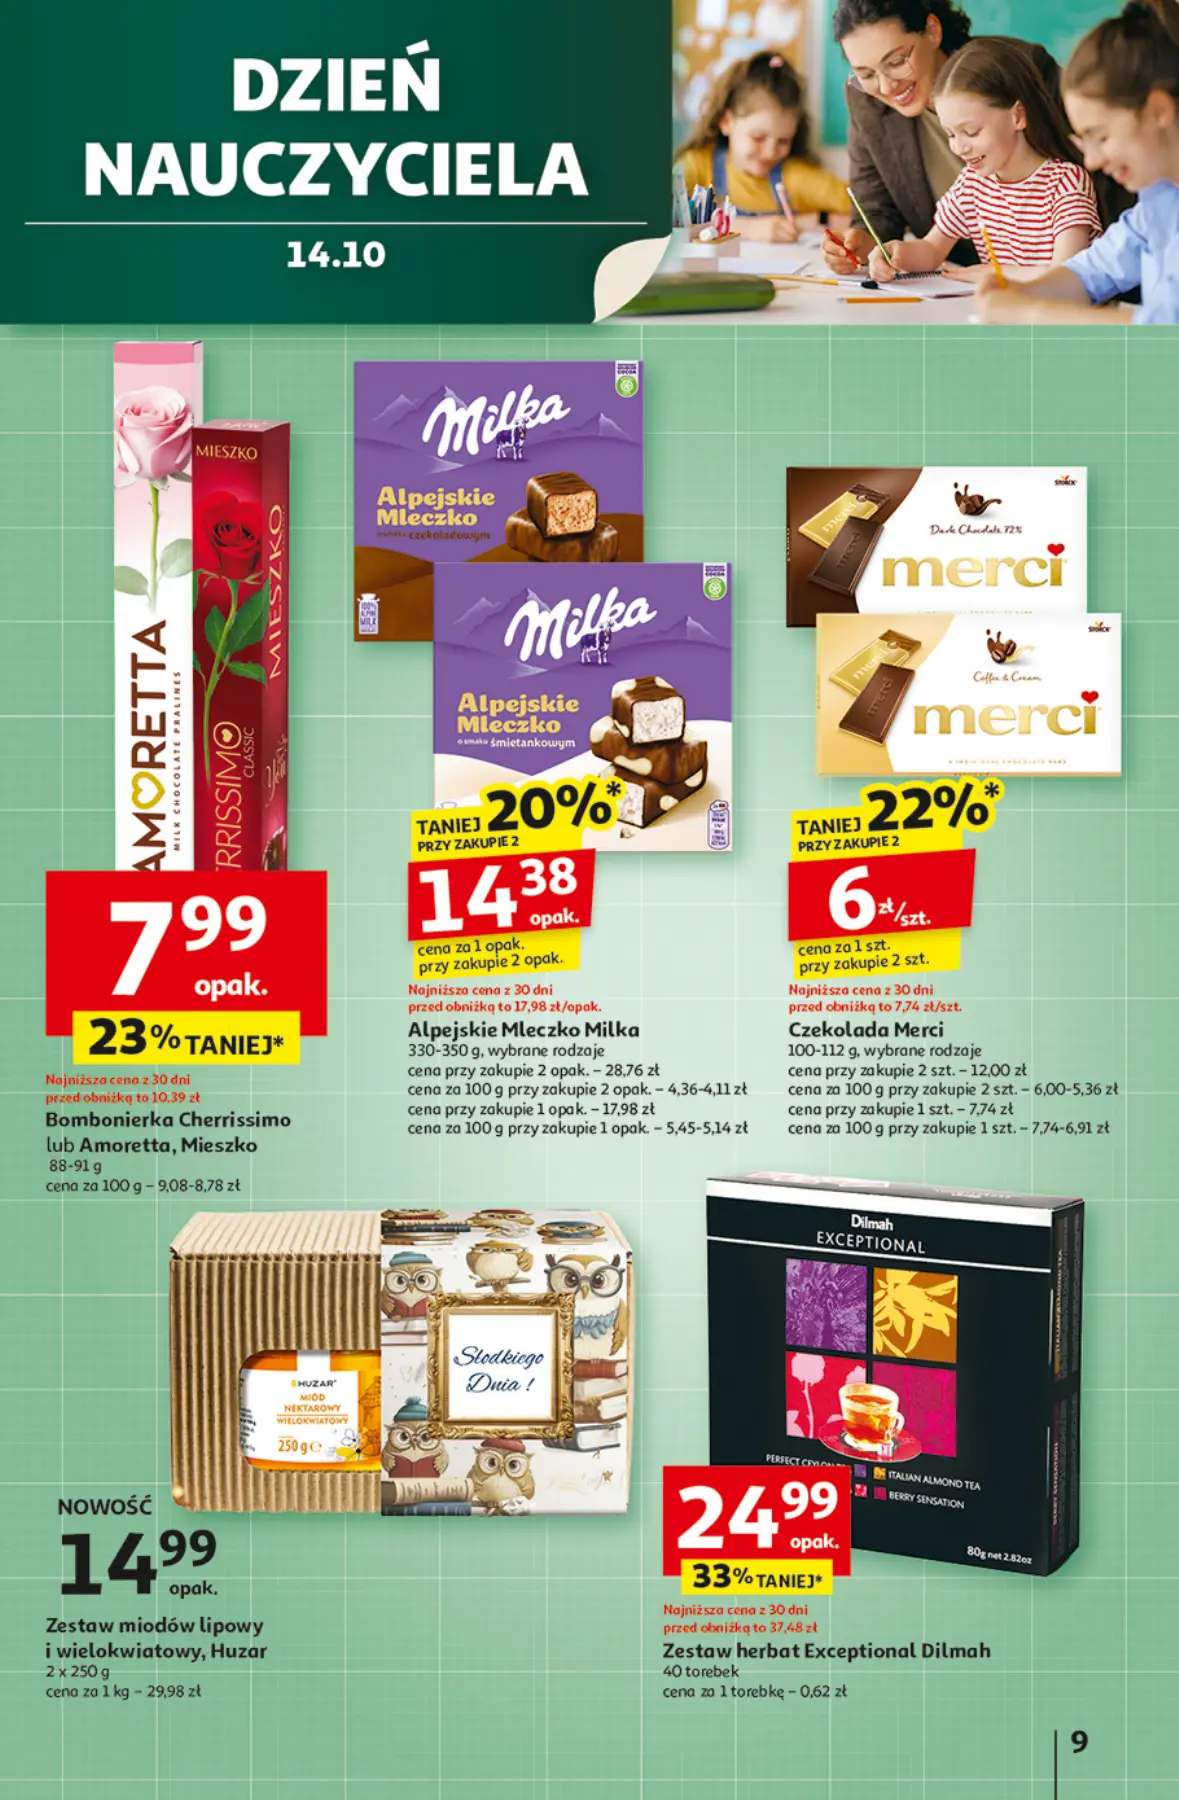 DZIEŃ
NAUCZYCIELA
14.10
MIESZKO
MIESZKO
AMORETTA
MILK CHOCOLATE PRALINES
CLASSIC
Milka
Alpejskie
Mleczko
czekoladowym
Milka
Alpejskie
Mleczko
o smaku śmietankowym
STORCK
Dark Chocolate 72%
merci
merci
STORCK
Coffee & Cream
merci
merci
merci
7 99
opak.
23% TANIEJ*
Najniższa cena z 30 dni
przed obniżką to 10,39 zł
Bombonierka Cherrissimo
lub Amoretta, Mieszko
88-91 g
cena za 100 g – 9,08-8,78 zł
TANIEJ 20%*
PRZY ZAKUPIE 2
14 38
opak.
cena za 1 opak.
przy zakupie 2 opak.
Najniższa cena z 30 dni
przed obniżką to 17,98 zł/opak.
Alpejskie Mleczko Milka
330-350 g, wybrane rodzaje
cena przy zakupie 2 opak. – 28,76 zł
cena za 100 g przy zakupie 2 opak. – 4,36-4,11 zł
cena przy zakupie 1 opak. – 17,98 zł
cena za 100 g przy zakupie 1 opak. – 5,45-5,14 zł
TANIEJ 22%*
PRZY ZAKUPIE 2
6 zł/szt.
cena za 1 szt.
przy zakupie 2 szt.
Najniższa cena z 30 dni
przed obniżką to 7,74 zł/szt.
Czekolada Merci
100-112 g, wybrane rodzaje
cena przy zakupie 2 szt. – 12,00 zł
cena za 100 g przy zakupie 2 szt. – 6,00-5,36 zł
cena przy zakupie 1 szt. – 7,74 zł
cena za 100 g przy zakupie 1 szt. – 7,74-6,91 zł
HUZAR
MIÓD
NEKTAROWY
WIELOKWIATOWY
250 g e
Słodkiego
Dnia !
NOWOŚĆ
14 99
opak.
Zestaw miodów lipowy
i wielokwiatowy, Huzar
2 x 250 g
cena za 1 kg – 29,98 zł
Dilmah
EXCEPTIONAL
ITALIAN ALMOND TEA
BERRY SENSATION
80g net 2.82oz
24 99
opak.
33% TANIEJ*
Najniższa cena z 30 dni
przed obniżką to 37,48 zł
Zestaw herbat Exceptional Dilmah
40 torebek
cena za 1 torebkę – 0,62 zł
9